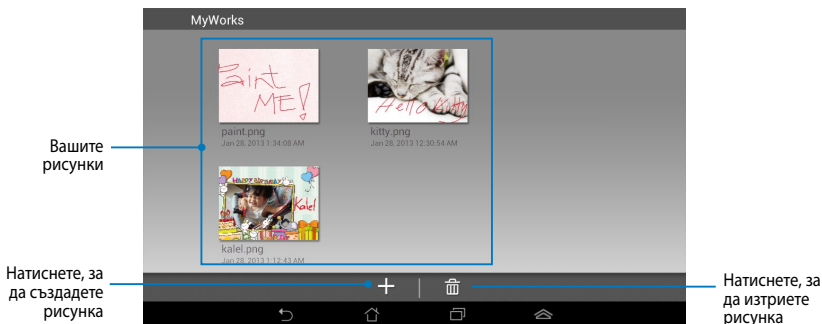 MyWorks
Paint
ME!
Hello Kitty
paint.png
Jan 28, 2013 1:34:08 AM
kitty.png
Jan 28, 2013 12:30:54 AM
Вашите
рисунки
HAPPY BIRTHDAY
Kalel
kalel.png
Jan 28, 2013 1:12:43 AM
Натиснете, за
да създадете
рисунка
Натиснете, за
да изтриете
рисунка